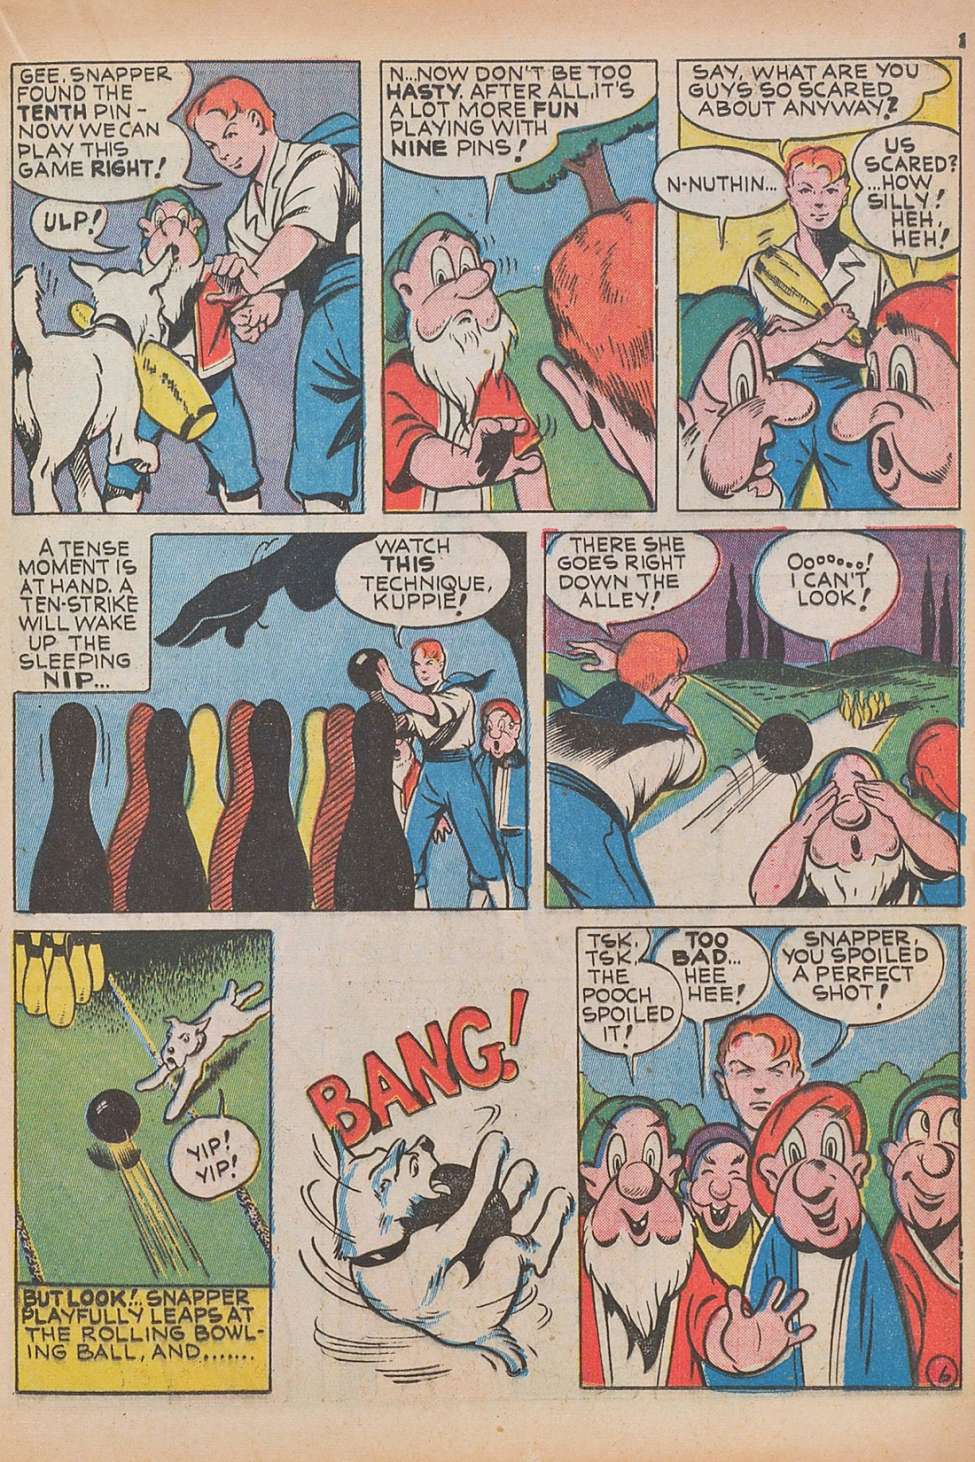 1
GEE, SNAPPER
FOUND THE
TENTH PIN-
NOW WE CAN
PLAY THIS
GAME RIGHT!
ULP!
N...NOW DON'T BE TOO
HASTY. AFTER ALL, IT'S
A LOT MORE FUN
PLAYING WITH
NINE PINS!
SAY, WHAT ARE YOU
GUYS SO SCARED
ABOUT ANYWAY?
N-NUTHIN...
US
SCARED?
...HOW
SILLY!
HEH,
HEH!
A TENSE
MOMENT IS
AT HAND. A
TEN-STRIKE
WILL WAKE
UP THE
SLEEPING
NIP...
WATCH
THIS
TECHNIQUE,
KUPPIE!
THERE SHE
GOES RIGHT
DOWN THE
ALLEY!
OOOOOO!
I CAN'T
LOOK!
YIP!
YIP!
BUT LOOK! SNAPPER
PLAYFULLY LEAPS AT
THE ROLLING BOWL-
ING BALL, AND.......
BANG!
TSK,
TSK,
THE
POOCH
SPOILED
IT!
TOO
BAD...
HEE
HEE!
SNAPPER,
YOU SPOILED
A PERFECT
SHOT!
6